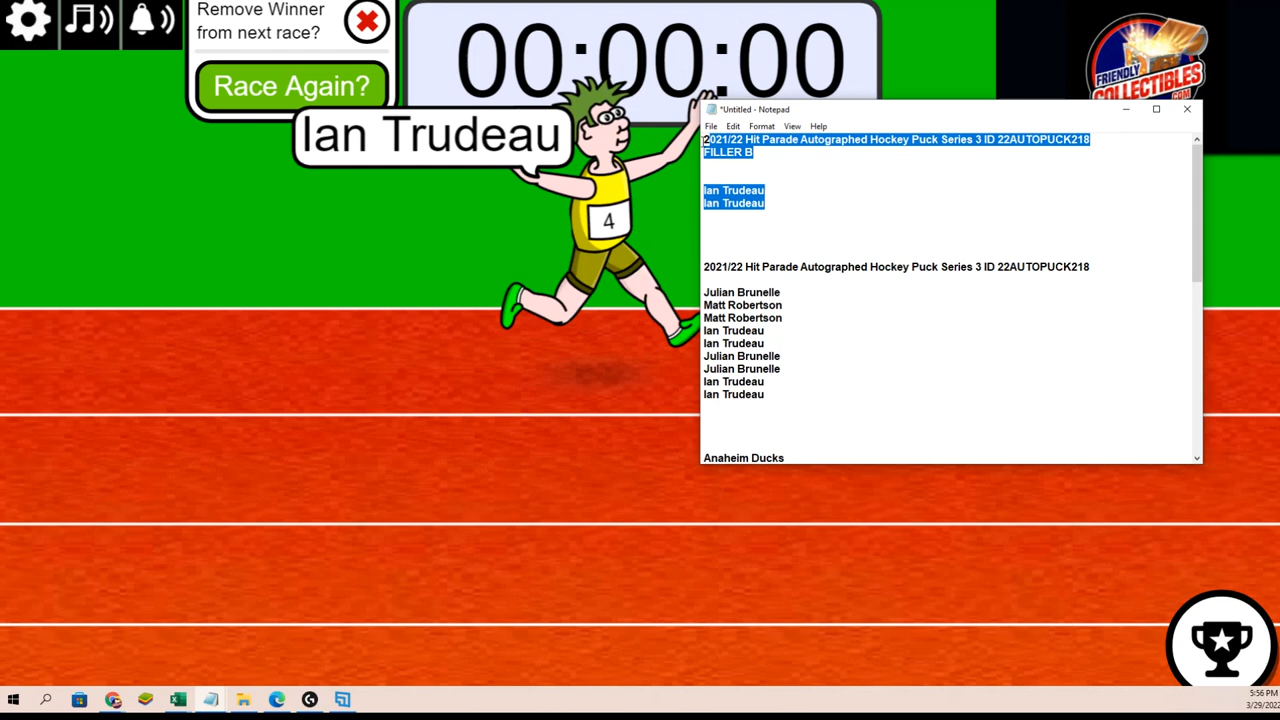 Remove Winner
from next race?
Race Again?
00:00:00
FRIENDLY
COLLECTIBLES
.COM
Ian Trudeau
4
*Untitled - Notepad
File Edit Format View Help
2021/22 Hit Parade Autographed Hockey Puck Series 3 ID 22AUTOPUCK218
FILLER B
Ian Trudeau
Ian Trudeau
2021/22 Hit Parade Autographed Hockey Puck Series 3 ID 22AUTOPUCK218
Julian Brunelle
Matt Robertson
Matt Robertson
Ian Trudeau
Ian Trudeau
Julian Brunelle
Julian Brunelle
Ian Trudeau
Ian Trudeau
Anaheim Ducks
5:56 PM